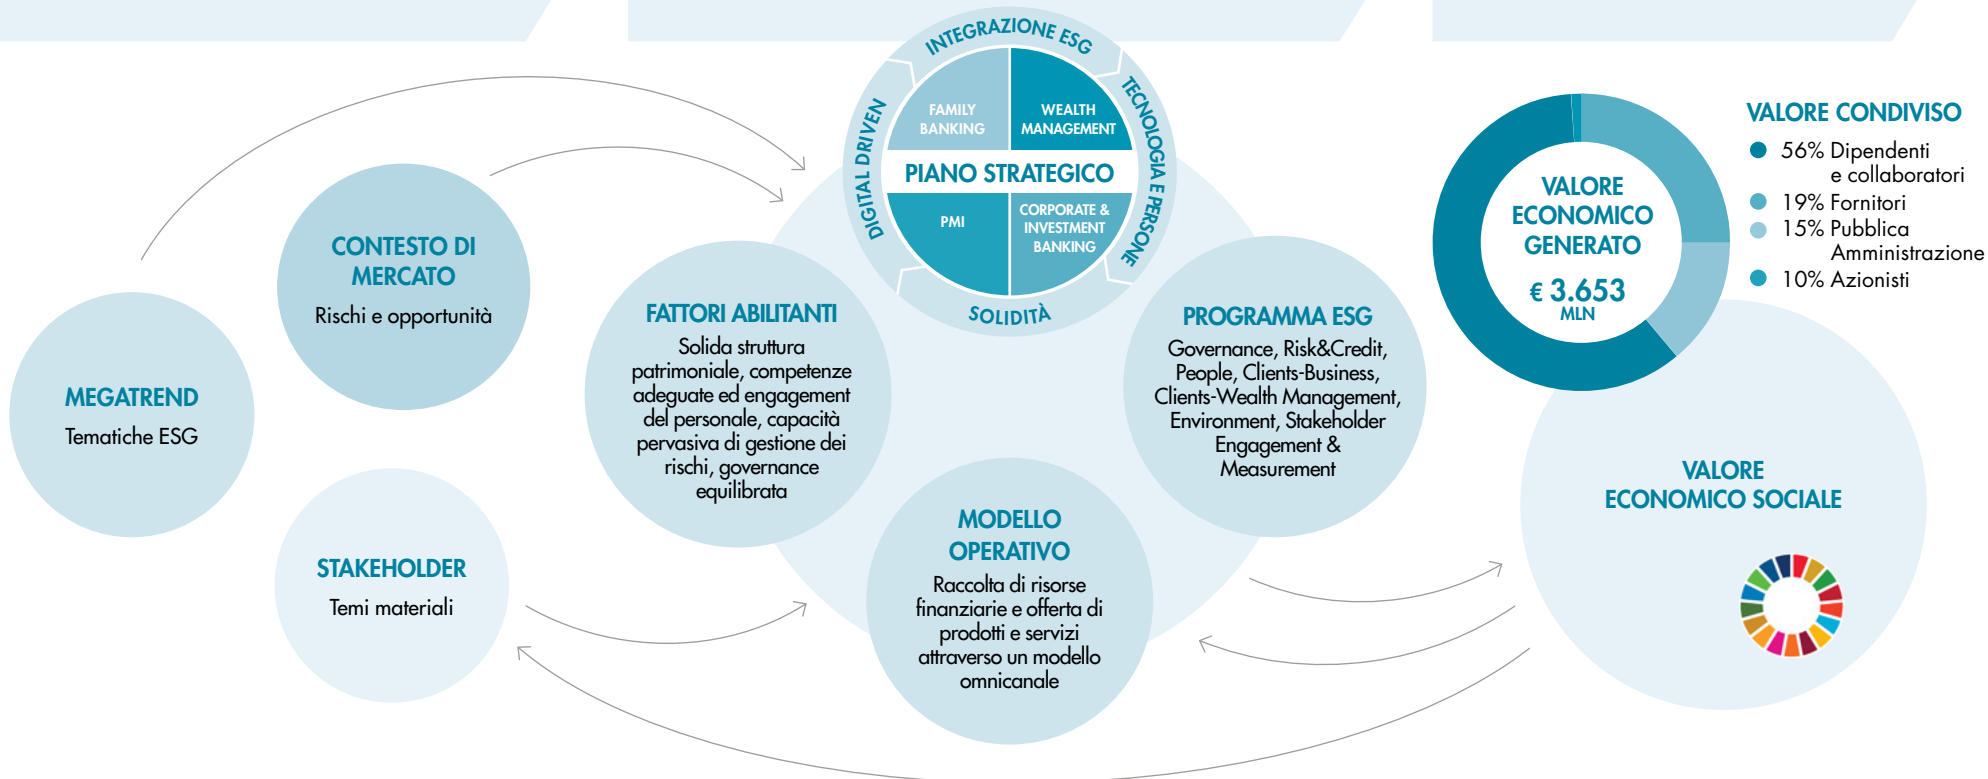 MEGATREND
Tematiche ESG
CONTESTO DI
MERCATO
Rischi e opportunità
STAKEHOLDER
Temi materiali
FATTORI ABILITANTI
Solida struttura
patrimoniale, competenze
adeguate ed engagement
del personale, capacità
pervasiva di gestione dei
rischi, governance
equilibrata
INTEGRAZIONE ESG
TECNOLOGIA E PERSONE
SOLIDITÀ
DIGITAL DRIVEN
FAMILY
BANKING
WEALTH
MANAGEMENT
PIANO STRATEGICO
PMI
CORPORATE &
INVESTMENT
BANKING
MODELLO
OPERATIVO
Raccolta di risorse
finanziarie e offerta di
prodotti e servizi
attraverso un modello
omnicanale
PROGRAMMA ESG
Governance, Risk&Credit,
People, Clients-Business,
Clients-Wealth Management,
Environment, Stakeholder
Engagement &
Measurement
VALORE
ECONOMICO
GENERATO
€ 3.653
MLN
VALORE CONDIVISO
56% Dipendenti
e collaboratori
19% Fornitori
15% Pubblica
Amministrazione
10% Azionisti
VALORE
ECONOMICO SOCIALE